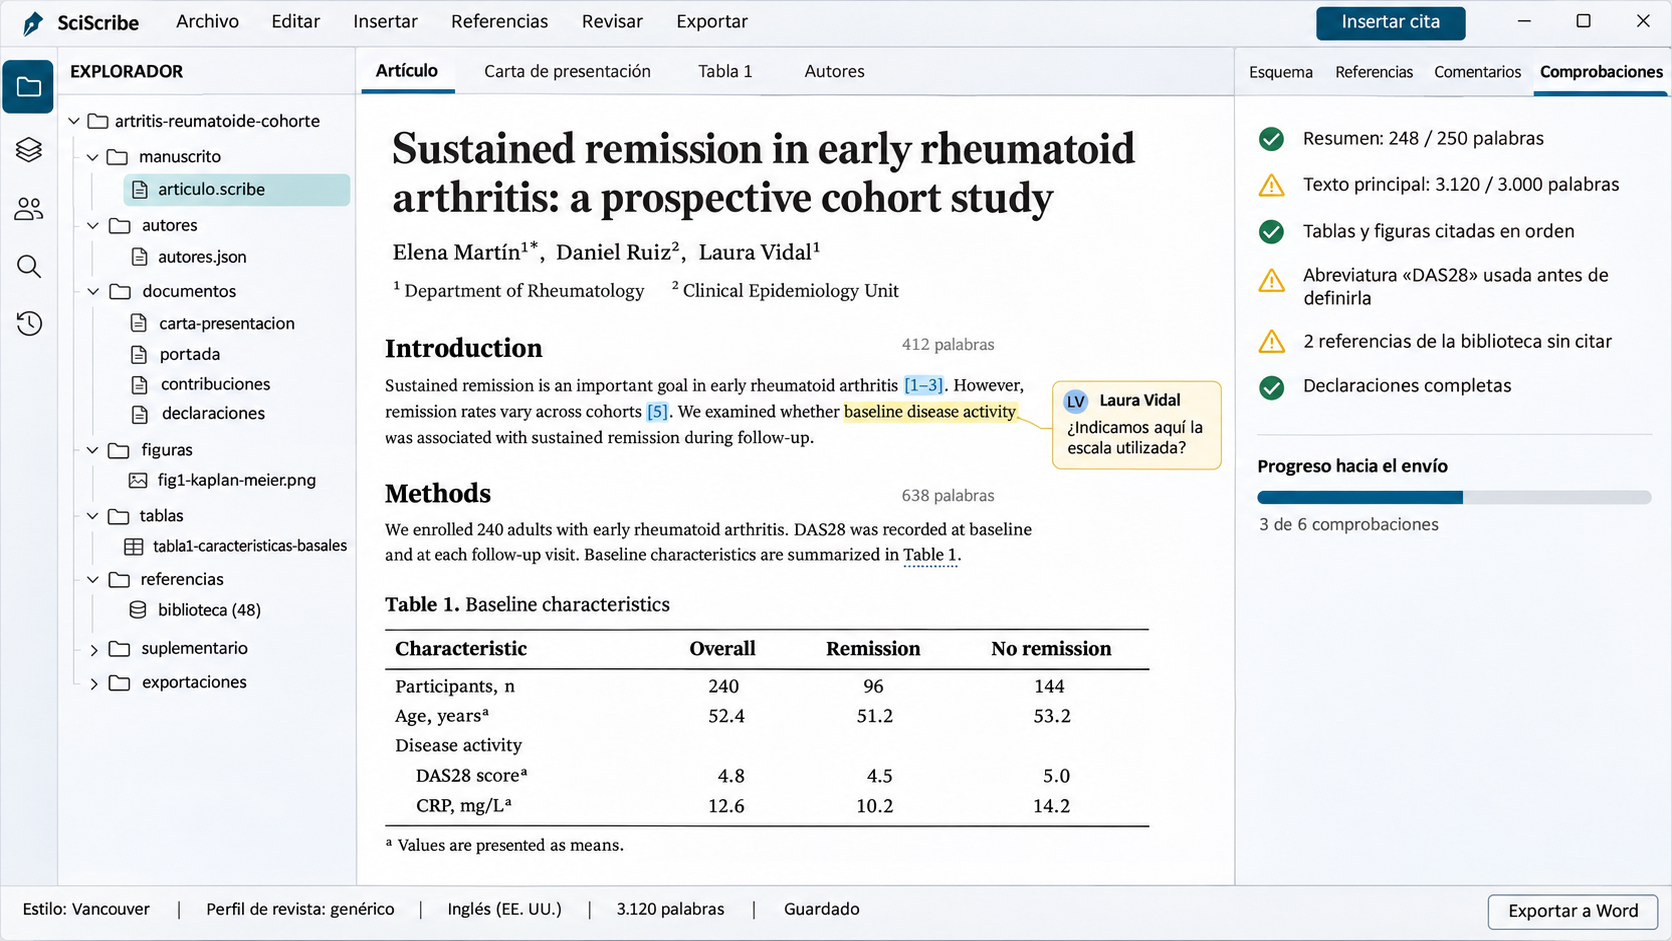 SciScribe Archivo Editar Insertar Referencias Revisar Exportar Insertar cita
EXPLORADOR
artritis-reumatoide-cohorte
manuscrito
articulo.scribe
autores
autores.json
documentos
carta-presentacion
portada
contribuciones
declaraciones
figuras
fig1-kaplan-meier.png
tablas
tabla1-caracteristicas-basales
referencias
biblioteca (48)
suplementario
exportaciones
Artículo Carta de presentación Tabla 1 Autores
Sustained remission in early rheumatoid
arthritis: a prospective cohort study
Elena Martín¹*, Daniel Ruiz², Laura Vidal¹
¹ Department of Rheumatology ² Clinical Epidemiology Unit
Introduction 412 palabras
Sustained remission is an important goal in early rheumatoid arthritis [1–3]. However,
remission rates vary across cohorts [5]. We examined whether baseline disease activity
was associated with sustained remission during follow-up.
LV Laura Vidal
¿Indicamos aquí la
escala utilizada?
Methods 638 palabras
We enrolled 240 adults with early rheumatoid arthritis. DAS28 was recorded at baseline
and at each follow-up visit. Baseline characteristics are summarized in Table 1.
Table 1. Baseline characteristics
Characteristic Overall Remission No remission
Participants, n 240 96 144
Age, yearsᵃ 52.4 51.2 53.2
Disease activity
DAS28 scoreᵃ 4.8 4.5 5.0
CRP, mg/Lᵃ 12.6 10.2 14.2
ᵃ Values are presented as means.
Esquema Referencias Comentarios Comprobaciones
Resumen: 248 / 250 palabras
Texto principal: 3.120 / 3.000 palabras
Tablas y figuras citadas en orden
Abreviatura «DAS28» usada antes de
definirla
2 referencias de la biblioteca sin citar
Declaraciones completas
Progreso hacia el envío
3 de 6 comprobaciones
Estilo: Vancouver | Perfil de revista: genérico | Inglés (EE. UU.) | 3.120 palabras | Guardado Exportar a Word